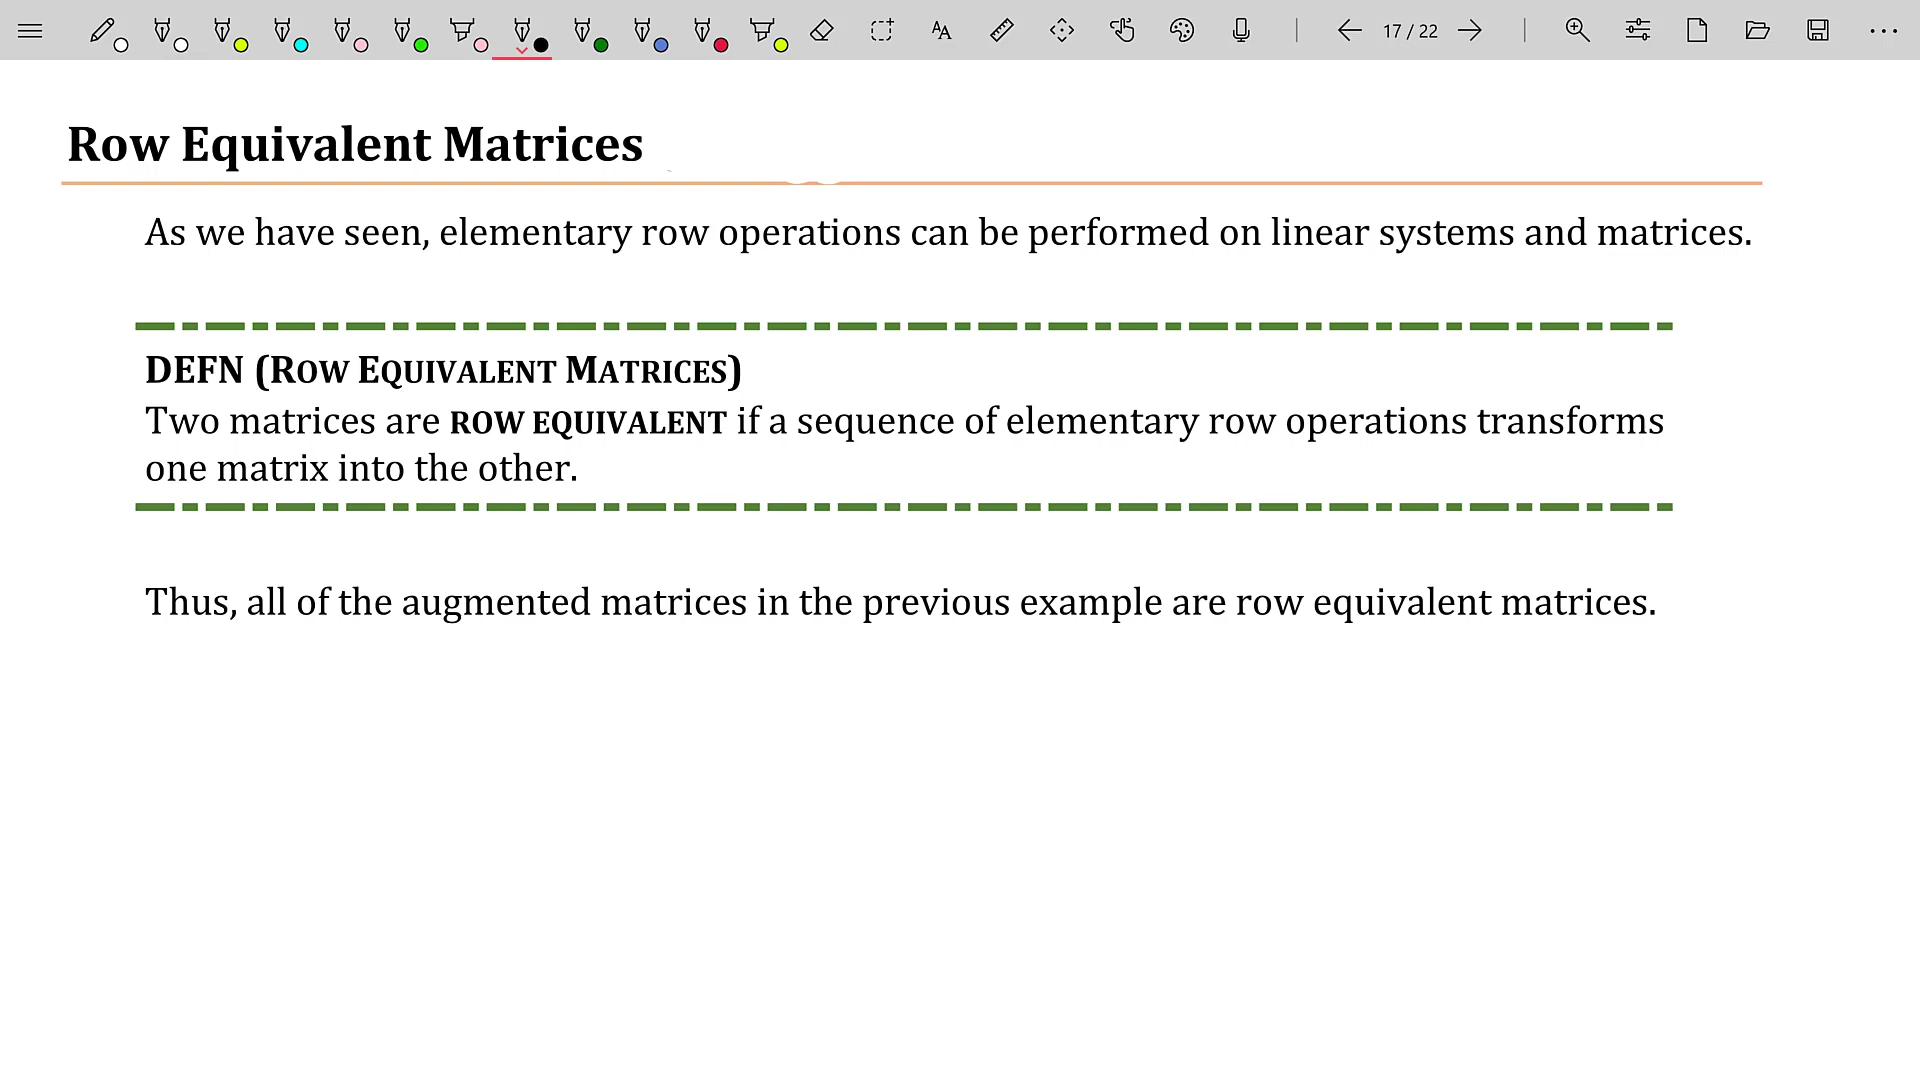 17 / 22
Row Equivalent Matrices
As we have seen, elementary row operations can be performed on linear systems and matrices.
DEFN (ROW EQUIVALENT MATRICES)
Two matrices are ROW EQUIVALENT if a sequence of elementary row operations transforms
one matrix into the other.
Thus, all of the augmented matrices in the previous example are row equivalent matrices.